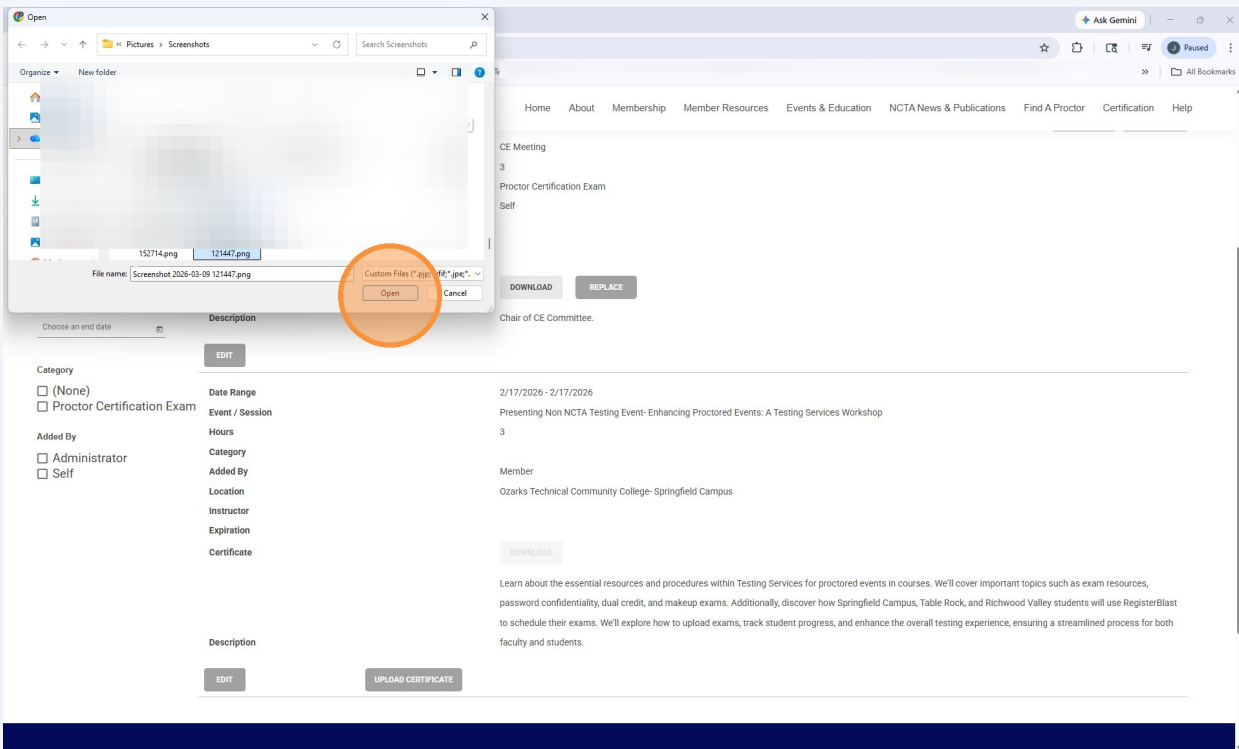 Open
Ask Gemini
Pictures > Screenshots
Search Screenshots
Paused
Organize
New folder
All Bookmarks
Home About Membership Member Resources Events & Education NCTA News & Publications Find A Proctor Certification Help
CE Meeting
3
Proctor Certification Exam
Self
152714.png 121447.png
File name: Screenshot 2026-03-09 121447.png
Custom Files (*.pjp;
Open Cancel
DOWNLOAD REPLACE
Description Chair of CE Committee.
Choose an end date
EDIT
Category
(None)
Proctor Certification Exam
Added By
Administrator
Self
Date Range 2/17/2026 - 2/17/2026
Event / Session Presenting Non NCTA Testing Event- Enhancing Proctored Events: A Testing Services Workshop
Hours 3
Category
Added By Member
Location Ozarks Technical Community College- Springfield Campus
Instructor
Expiration
Certificate DOWNLOAD
Learn about the essential resources and procedures within Testing Services for proctored events in courses. We'll cover important topics such as exam resources,
password confidentiality, dual credit, and makeup exams. Additionally, discover how Springfield Campus, Table Rock, and Richwood Valley students will use RegisterBlast
to schedule their exams. We'll explore how to upload exams, track student progress, and enhance the overall testing experience, ensuring a streamlined process for both
Description faculty and students.
EDIT UPLOAD CERTIFICATE